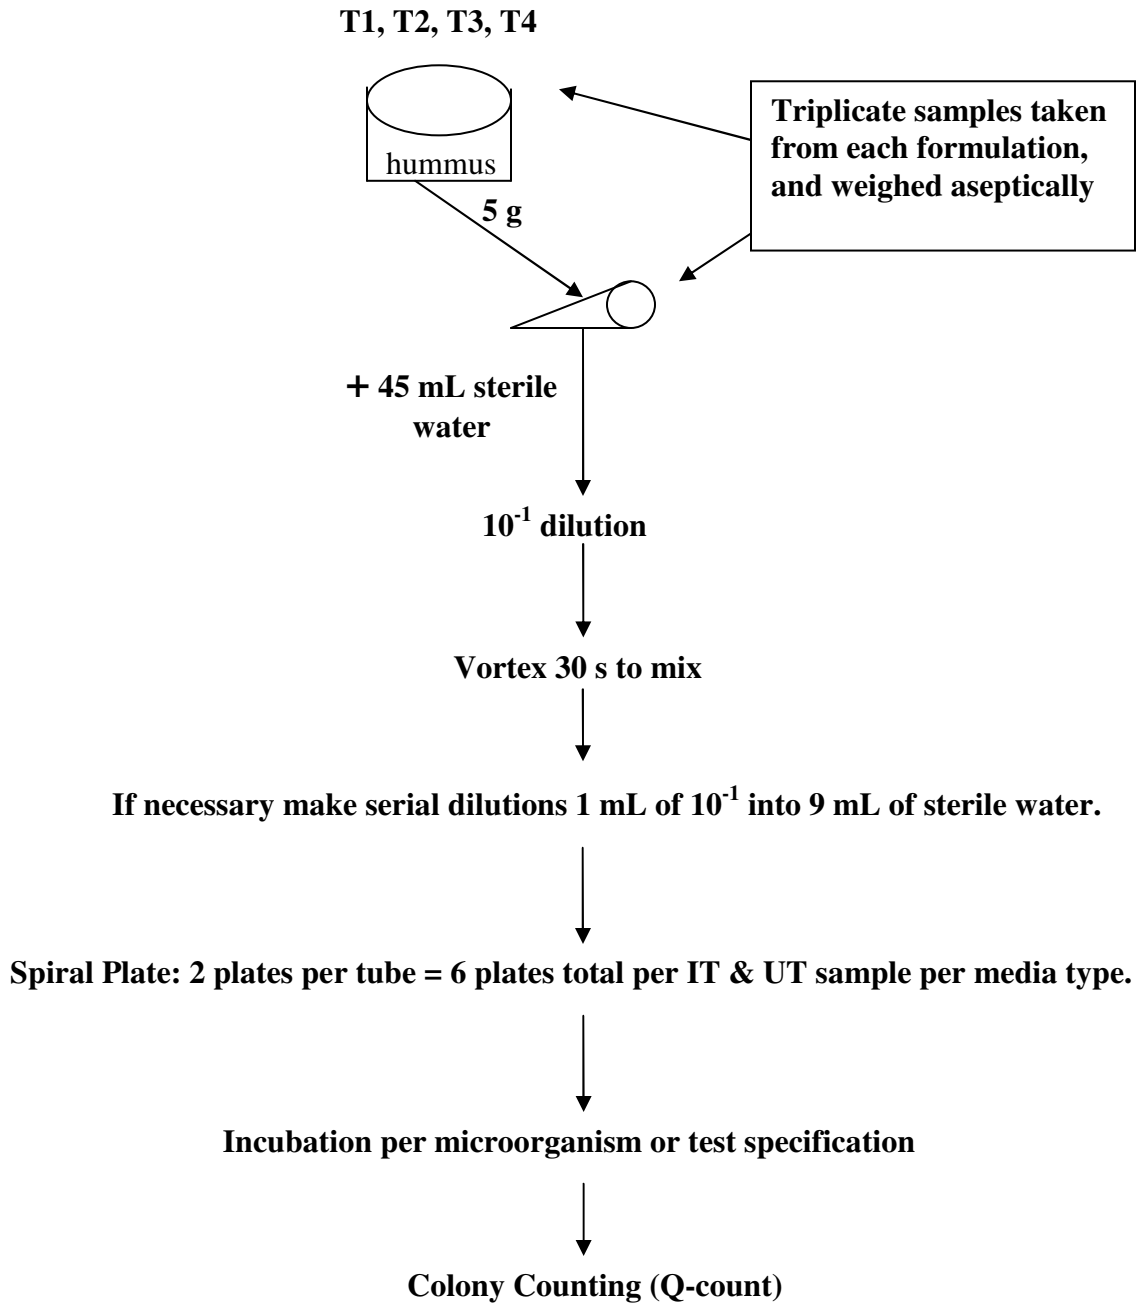 T1, T2, T3, T4
hummus
Triplicate samples taken
from each formulation,
and weighed aseptically
5 g
+ 45 mL sterile
water
10⁻¹ dilution
Vortex 30 s to mix
If necessary make serial dilutions 1 mL of 10⁻¹ into 9 mL of sterile water.
Spiral Plate: 2 plates per tube = 6 plates total per IT & UT sample per media type.
Incubation per microorganism or test specification
Colony Counting (Q-count)